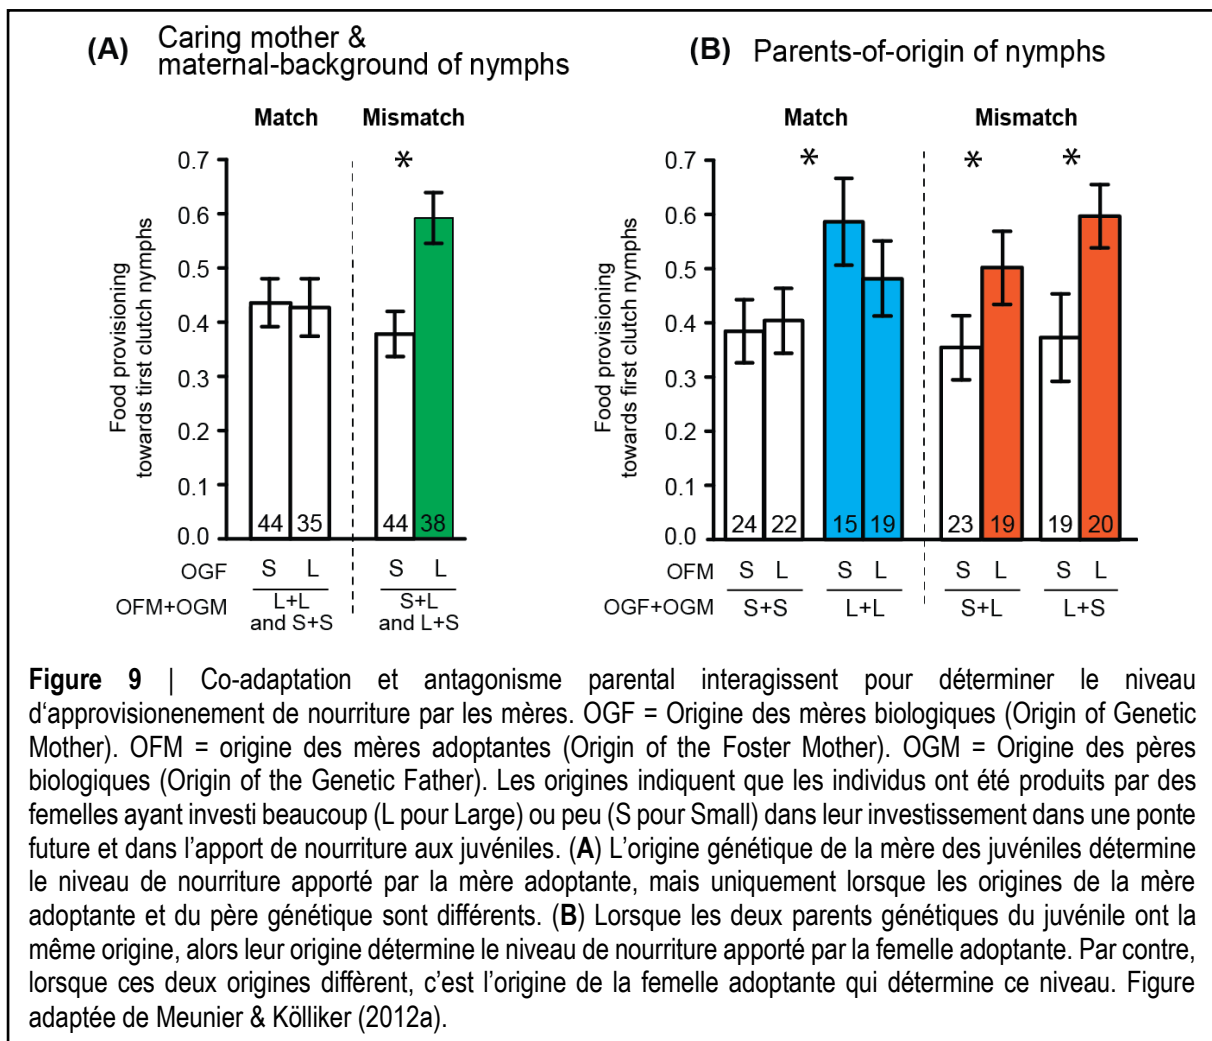 (A) Caring mother &
maternal-background of nymphs
Match Mismatch
*
Food provisioning
towards tirst clutch nymphs
0.7
0.6
0.5
0.4
0.3
0.2
0.1
0.0
44 35 44 38
OGF S L S L
OFM+OGM L+L S+L
and S+S and L+S
(B) Parents-of-origin of nymphs
Match Mismatch
* * *
Food provisioning
towards first clutch nymphs
0.7
0.6
0.5
0.4
0.3
0.2
0.1
0.0
24 22 15 19 23 19 19 20
OFM S L S L S L S L
OGF+OGM S+S L+L S+L L+S
Figure 9 | Co-adaptation et antagonisme parental interagissent pour déterminer le niveau
d'approvisionenement de nourriture par les mères. OGF = Origine des mères biologiques (Origin of Genetic
Mother). OFM = origine des mères adoptantes (Origin of the Foster Mother). OGM = Origine des pères
biologiques (Origin of the Genetic Father). Les origines indiquent que les individus ont été produits par des
femelles ayant investi beaucoup (L pour Large) ou peu (S pour Small) dans leur investissement dans une ponte
future et dans l'apport de nourriture aux juvéniles. (A) L'origine génétique de la mère des juvéniles détermine
le niveau de nourriture apporté par la mère adoptante, mais uniquement lorsque les origines de la mère
adoptante et du père génétique sont différents. (B) Lorsque les deux parents génétiques du juvénile ont la
même origine, alors leur origine détermine le niveau de nourriture apporté par la femelle adoptante. Par contre,
lorsque ces deux origines diffèrent, c'est l'origine de la femelle adoptante qui détermine ce niveau. Figure
adaptée de Meunier & Kölliker (2012a).